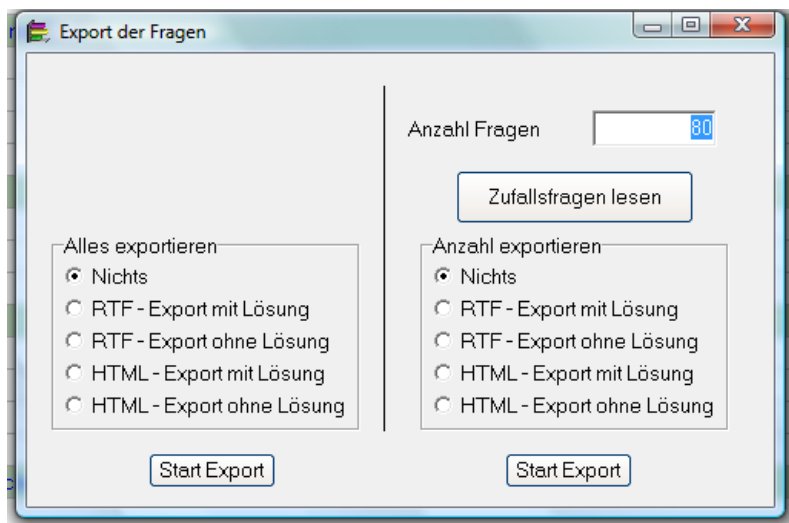 Export der Fragen
Anzahl Fragen 80
Zufallsfragen lesen
Alles exportieren
Nichts
RTF - Export mit Lösung
RTF - Export ohne Lösung
HTML - Export mit Lösung
HTML - Export ohne Lösung
Start Export
Anzahl exportieren
Nichts
RTF - Export mit Lösung
RTF - Export ohne Lösung
HTML - Export mit Lösung
HTML - Export ohne Lösung
Start Export